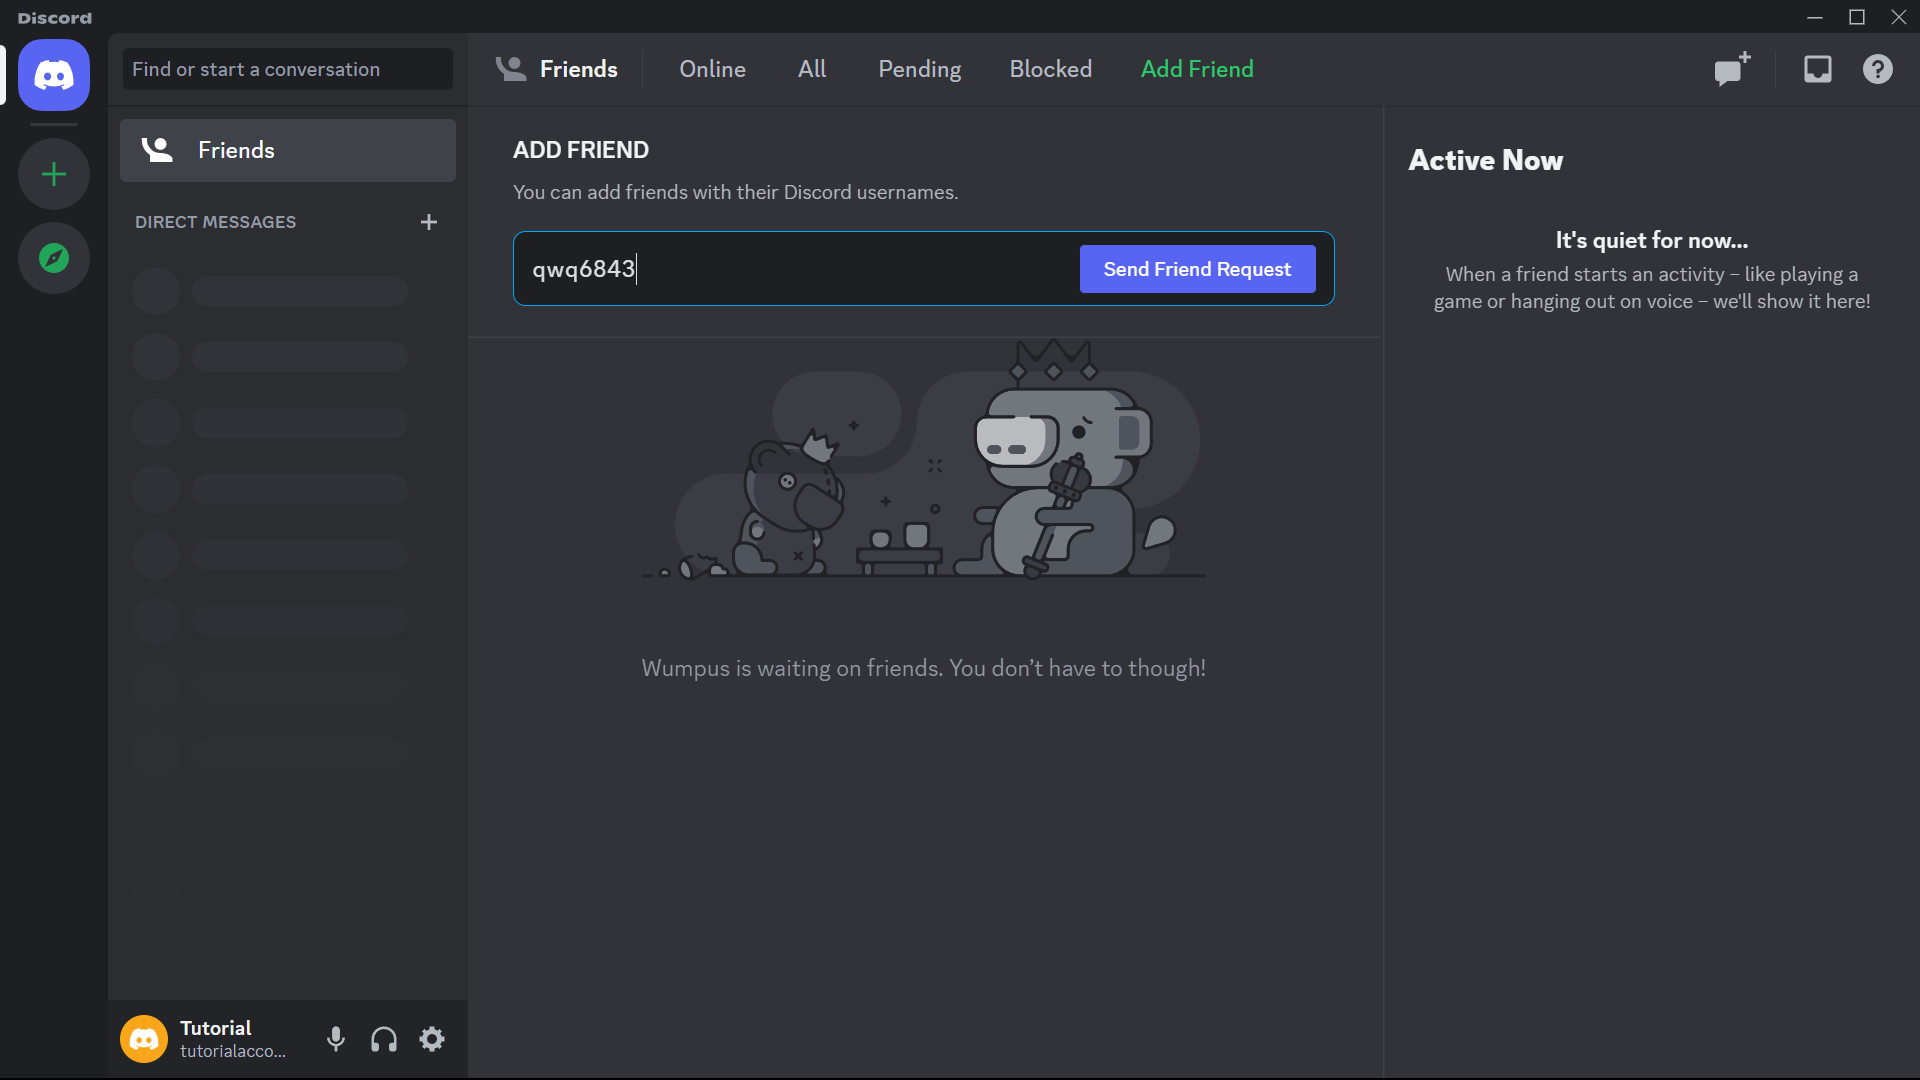 Discord
Find or start a conversation
Friends
Online
All
Pending
Blocked
Add Friend
Friends
DIRECT MESSAGES
ADD FRIEND
You can add friends with their Discord usernames.
qwq6843
Send Friend Request
Wumpus is waiting on friends. You don’t have to though!
Active Now
It's quiet for now...
When a friend starts an activity – like playing a
game or hanging out on voice – we'll show it here!
Tutorial
tutorialacco...